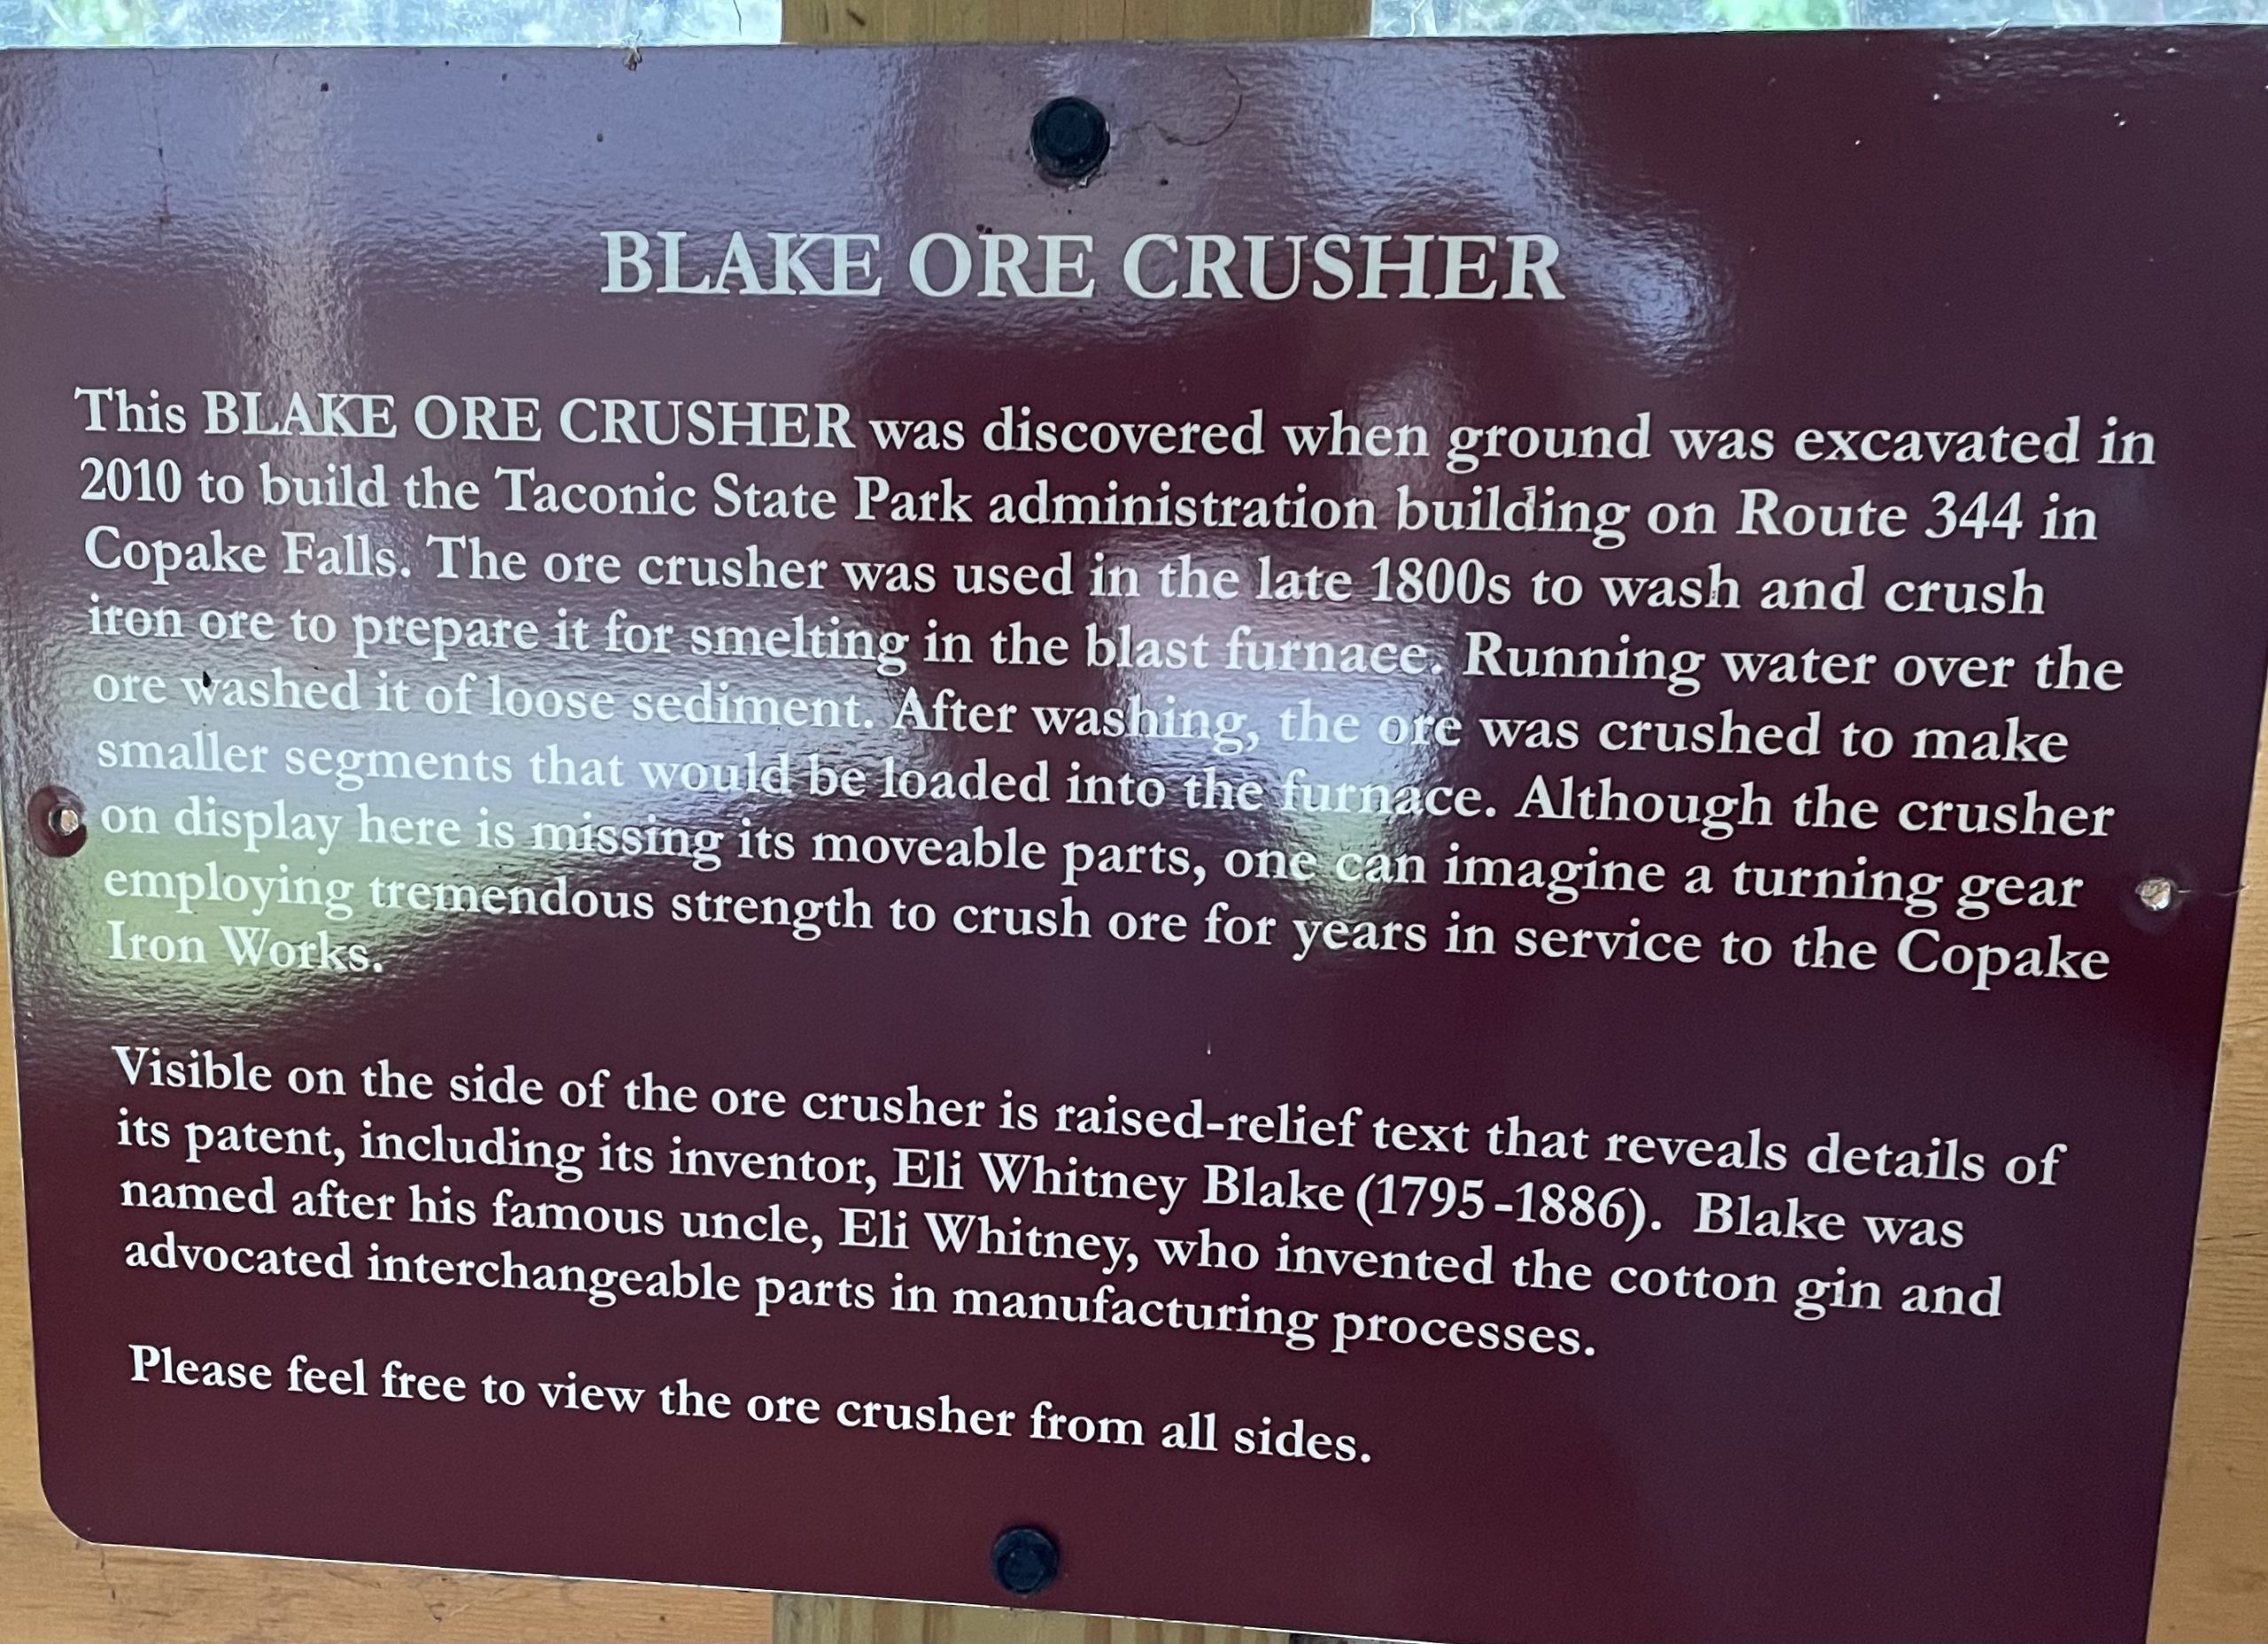 BLAKE ORE CRUSHER
This BLAKE ORE CRUSHER was discovered when ground was excavated in
2010 to build the Taconic State Park administration building on Route 344 in
Copake Falls. The ore crusher was used in the late 1800s to wash and crush
iron ore to prepare it for smelting in the blast furnace. Running water over the
ore washed it of loose sediment. After washing, the ore was crushed to make
smaller segments that would be loaded into the furnace. Although the crusher
on display here is missing its moveable parts, one can imagine a turning gear
employing tremendous strength to crush ore for years in service to the Copake
Iron Works.
Visible on the side of the ore crusher is raised-relief text that reveals details of
its patent, including its inventor, Eli Whitney Blake (1795-1886). Blake was
named after his famous uncle, Eli Whitney, who invented the cotton gin and
advocated interchangeable parts in manufacturing processes.
Please feel free to view the ore crusher from all sides.